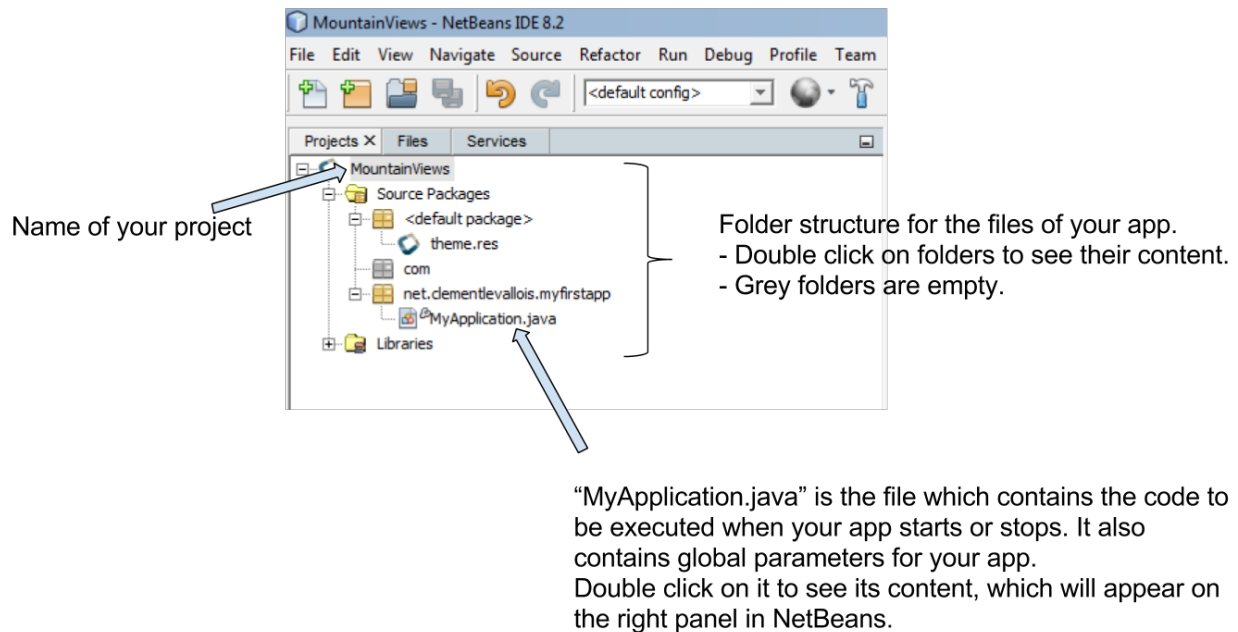 MountainViews - NetBeans IDE 8.2
File Edit View Navigate Source Refactor Run Debug Profile Team
<default config>
Projects Files Services
MountainViews
Source Packages
<default package>
theme.res
com
net.clementlevallois.myfirstapp
MyApplication.java
Libraries
Name of your project
Folder structure for the files of your app.
- Double click on folders to see their content.
- Grey folders are empty.
“MyApplication.java” is the file which contains the code to
be executed when your app starts or stops. It also
contains global parameters for your app.
Double click on it to see its content, which will appear on
the right panel in NetBeans.